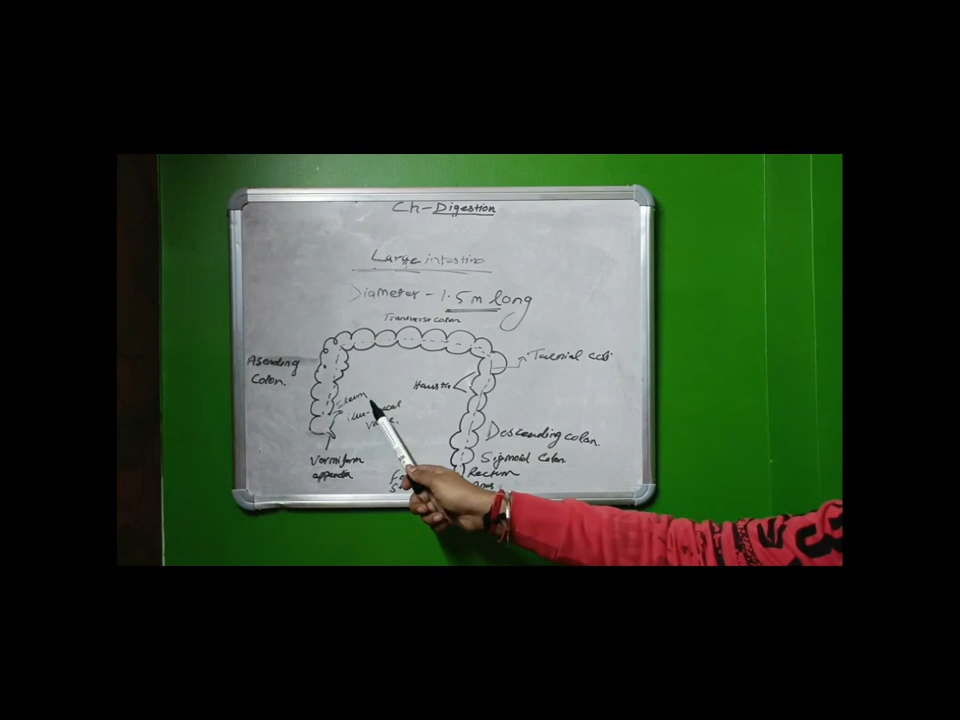 Ch-Digestion
Large intestine
Diameter - 1.5 m long
Transverse colon
Asending
Colon.
Taenial coli
Haustra
Ileum
Descending colon.
Sigmoid Colon.
Vermiform
appendix
Rectum